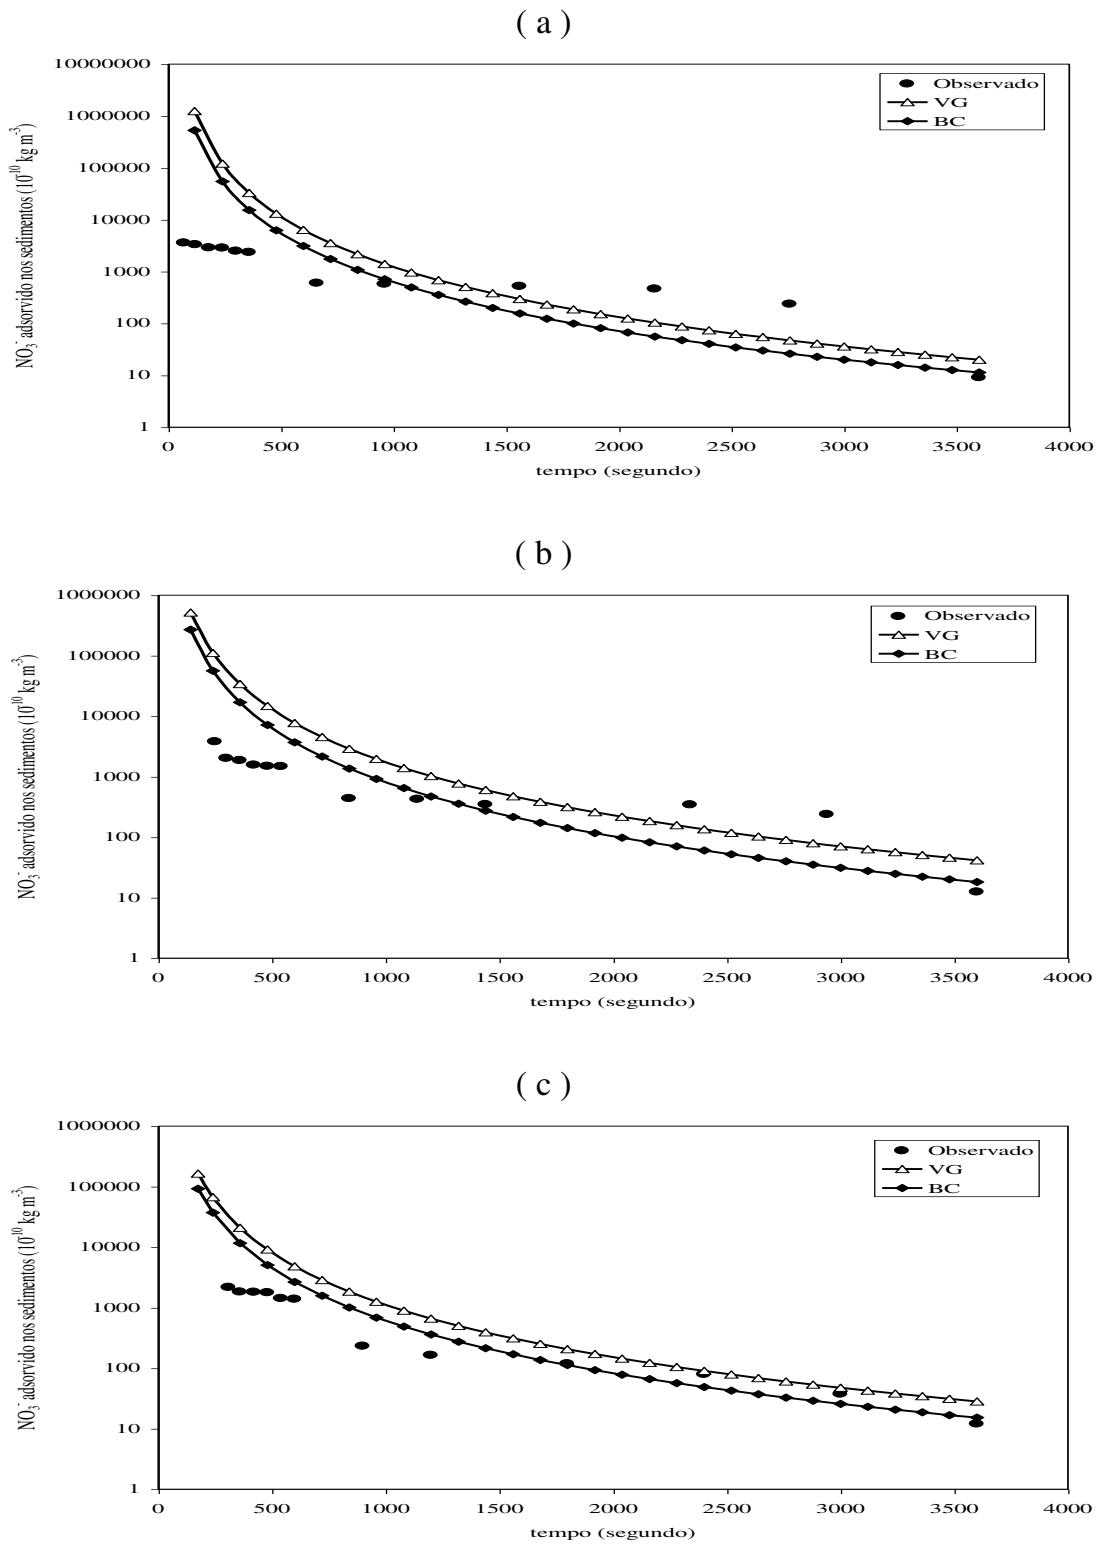 ( a )
10000000
1000000
100000
10000
1000
100
10
1
NO3- adsorvido nos sedimentos (10^-10 kg m^-3)
Observado
VG
BC
0 500 1000 1500 2000 2500 3000 3500 4000
tempo (segundo)
( b )
1000000
100000
10000
1000
100
10
1
NO3- adsorvido nos sedimentos (10^-10 kg m^-3)
Observado
VG
BC
0 500 1000 1500 2000 2500 3000 3500 4000
tempo (segundo)
( c )
1000000
100000
10000
1000
100
10
1
NO3- adsorvido nos sedimentos (10^-10 kg m^-3)
Observado
VG
BC
0 500 1000 1500 2000 2500 3000 3500 4000
tempo (segundo)